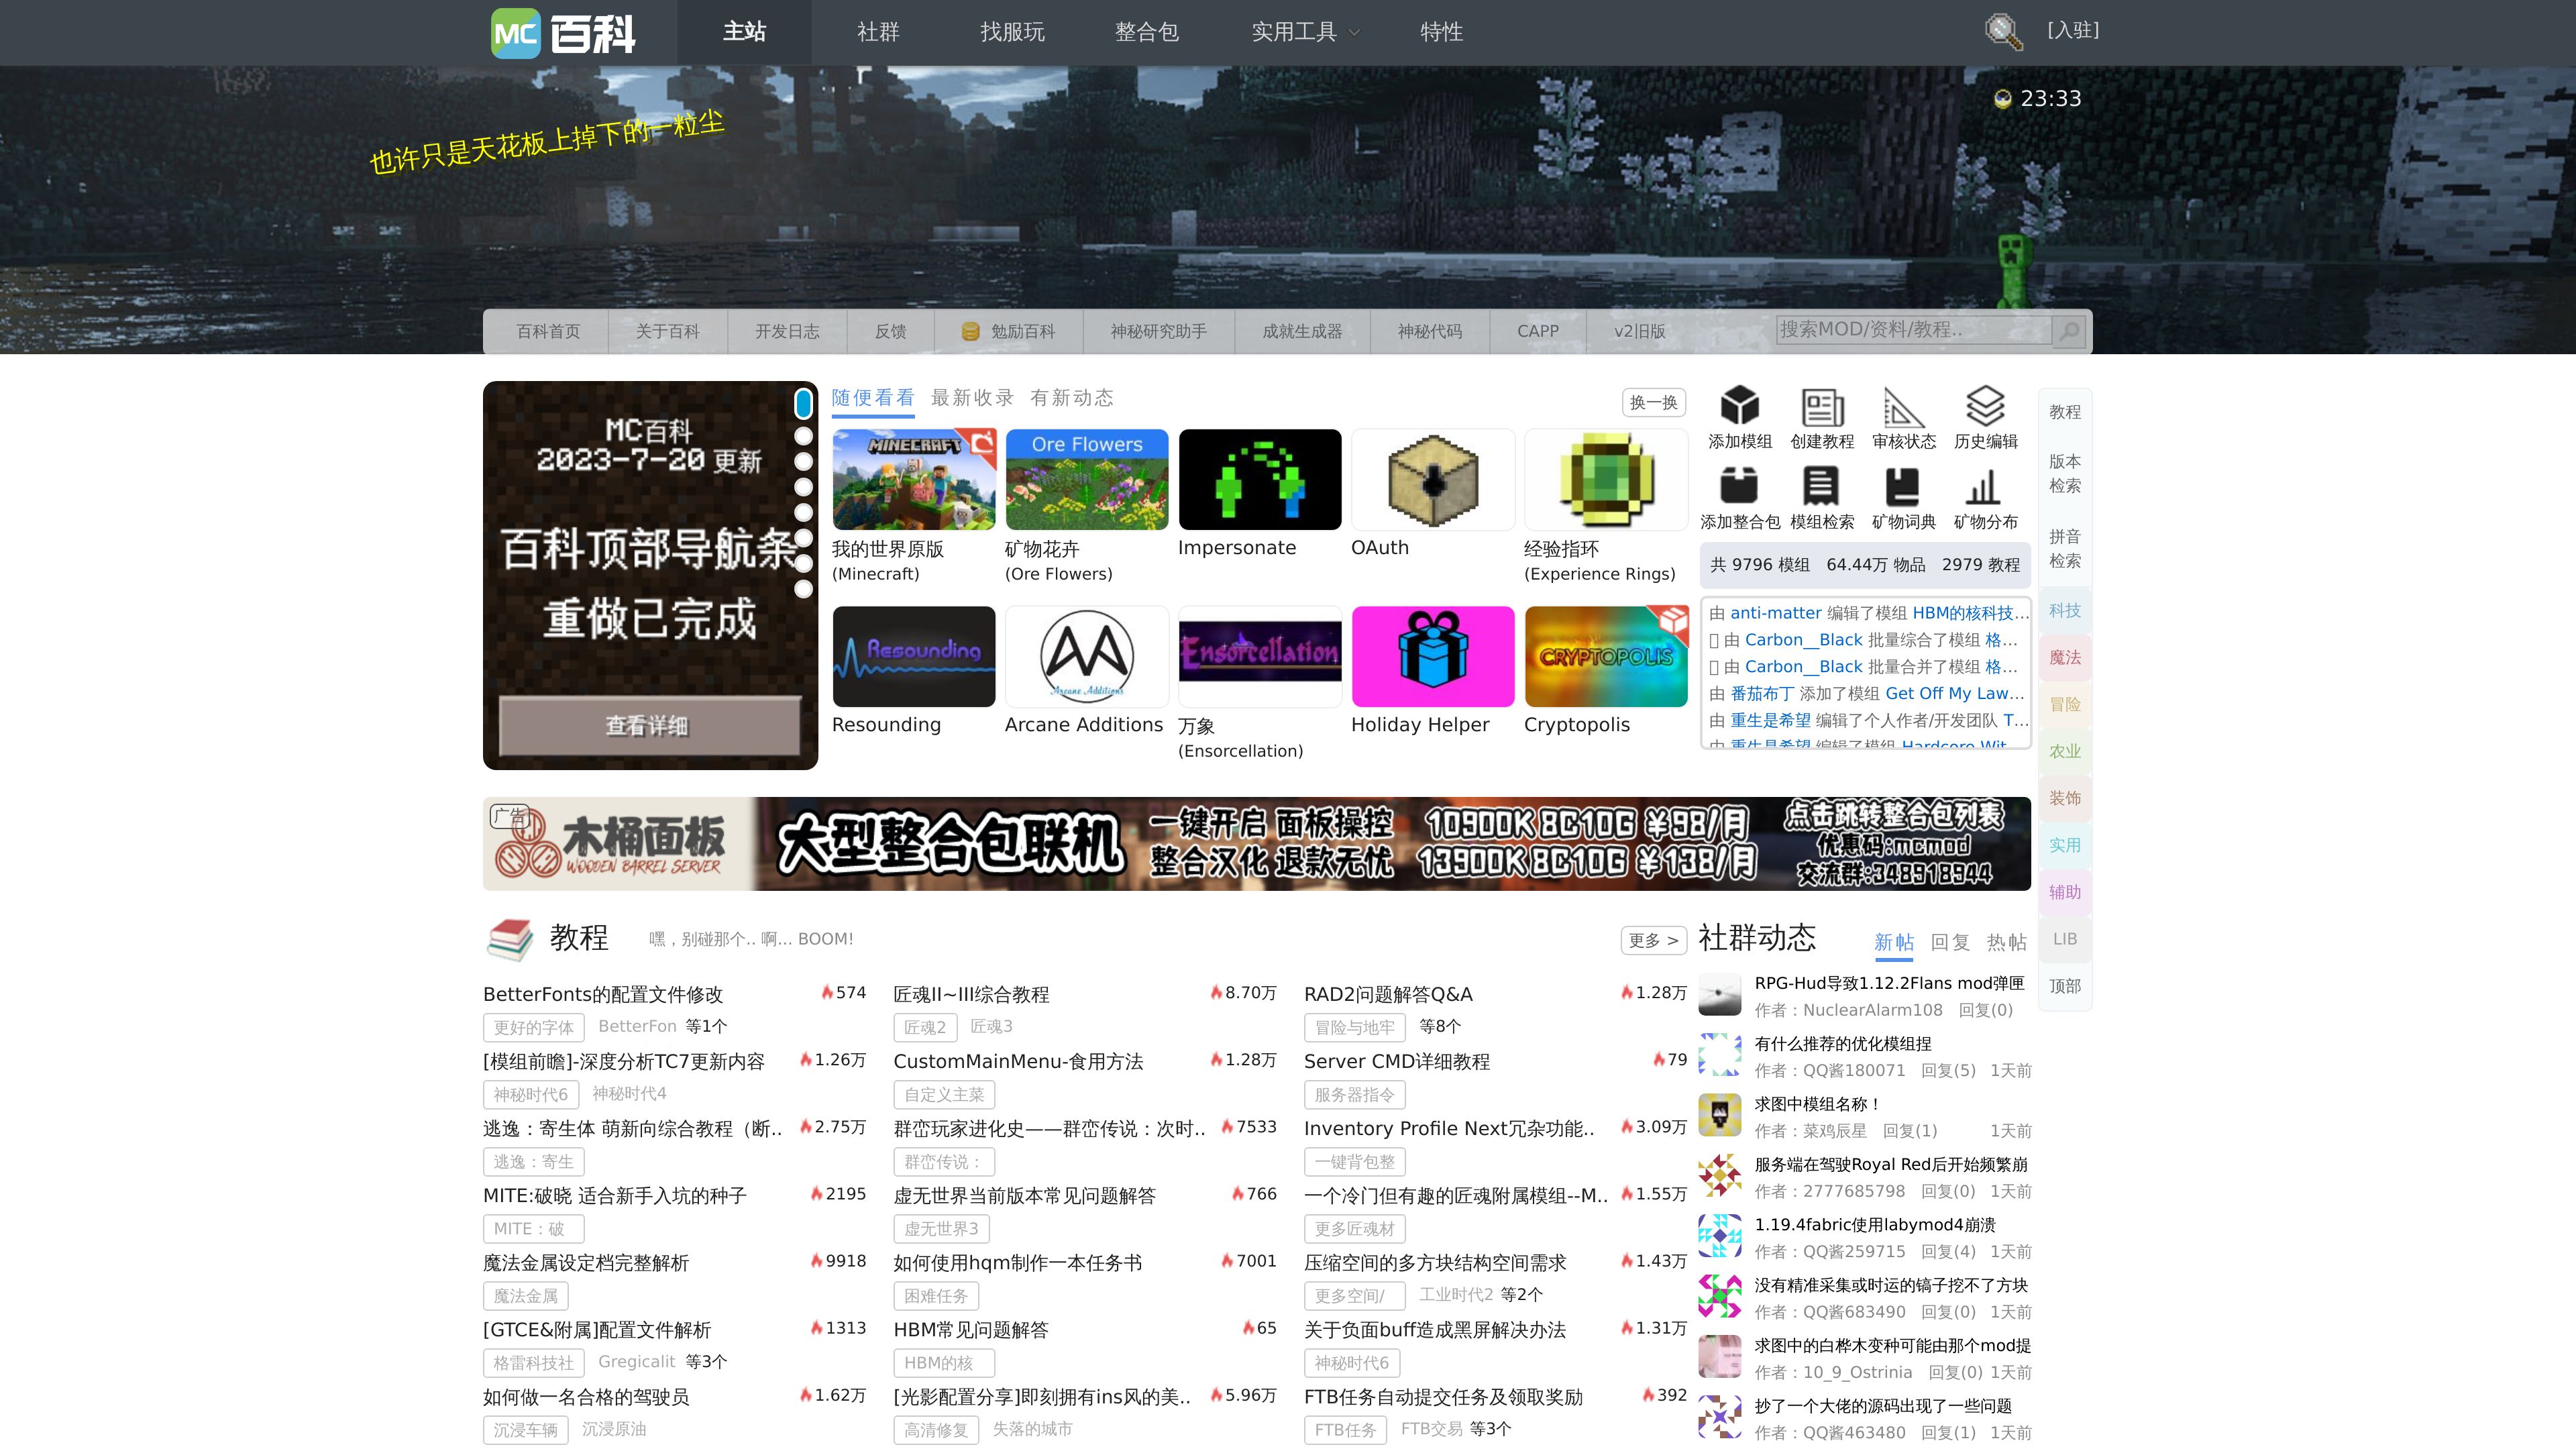 MC 百科
主站
社群
找服玩
整合包
实用工具
特性
[入驻]
也许只是天花板上掉下的一粒尘
23:33
百科首页
关于百科
开发日志
反馈
勉励百科
神秘研究助手
成就生成器
神秘代码
CAPP
v2旧版
搜索MOD/资料/教程..
MC百科
2023-7-20 更新
百科顶部导航条
重做已完成
查看详细
随便看看 最新收录 有新动态
换一换
MINECRAFT
Ore Flowers
我的世界原版
(Minecraft)
矿物花卉
(Ore Flowers)
Impersonate
OAuth
经验指环
(Experience Rings)
Resounding
Arcane Additions
Ensorcellation
CRYPTOPOLIS
Resounding
Arcane Additions
万象
(Ensorcellation)
Holiday Helper
Cryptopolis
添加模组 创建教程 审核状态 历史编辑
添加整合包 模组检索 矿物词典 矿物分布
共 9796 模组 64.44万 物品 2979 教程
由 anti-matter 编辑了模组 HBM的核科技...
由 Carbon__Black 批量综合了模组 格...
由 Carbon__Black 批量合并了模组 格...
由 番茄布丁 添加了模组 Get Off My Law...
由 重生是希望 编辑了个人作者/开发团队 T...
由 重生是希望 编辑了模组 Hardcore Wit...
教程
版本
检索
拼音
检索
科技
魔法
冒险
农业
装饰
实用
辅助
LIB
顶部
广告
木桶面板
WOODEN BARREL SERVER
大型整合包联机
一键开启 面板操控
整合汉化 退款无忧
10900K 8C10G ¥98/月
13900K 8C10G ¥138/月
点击跳转整合包列表
优惠码:mcmod
交流群:348918944
教程
嘿，别碰那个.. 啊... BOOM!
更多 >
BetterFonts的配置文件修改 574
更好的字体 BetterFon 等1个
[模组前瞻]-深度分析TC7更新内容 1.26万
神秘时代6 神秘时代4
逃逸：寄生体 萌新向综合教程（断.. 2.75万
逃逸：寄生
MITE:破晓 适合新手入坑的种子 2195
MITE：破
魔法金属设定档完整解析 9918
魔法金属
[GTCE&附属]配置文件解析 1313
格雷科技社 Gregicalit 等3个
如何做一名合格的驾驶员 1.62万
沉浸车辆 沉浸原油
匠魂II~III综合教程 8.70万
匠魂2 匠魂3
CustomMainMenu-食用方法 1.28万
自定义主菜
群峦玩家进化史——群峦传说：次时.. 7533
群峦传说：
虚无世界当前版本常见问题解答 766
虚无世界3
如何使用hqm制作一本任务书 7001
困难任务
HBM常见问题解答 65
HBM的核
[光影配置分享]即刻拥有ins风的美.. 5.96万
高清修复 失落的城市
RAD2问题解答Q&A 1.28万
冒险与地牢 等8个
Server CMD详细教程 79
服务器指令
Inventory Profile Next冗杂功能.. 3.09万
一键背包整
一个冷门但有趣的匠魂附属模组--M.. 1.55万
更多匠魂材
压缩空间的多方块结构空间需求 1.43万
更多空间/ 工业时代2 等2个
关于负面buff造成黑屏解决办法 1.31万
神秘时代6
FTB任务自动提交任务及领取奖励 392
FTB任务 FTB交易 等3个
社群动态
新帖 回复 热帖
RPG-Hud导致1.12.2Flans mod弹匣
作者：NuclearAlarm108 回复(0)
有什么推荐的优化模组捏
作者：QQ酱180071 回复(5) 1天前
求图中模组名称！
作者：菜鸡辰星 回复(1) 1天前
服务端在驾驶Royal Red后开始频繁崩
作者：2777685798 回复(0) 1天前
1.19.4fabric使用labymod4崩溃
作者：QQ酱259715 回复(4) 1天前
没有精准采集或时运的镐子挖不了方块
作者：QQ酱683490 回复(0) 1天前
求图中的白桦木变种可能由那个mod提
作者：10_9_Ostrinia 回复(0) 1天前
抄了一个大佬的源码出现了一些问题
作者：QQ酱463480 回复(1) 1天前